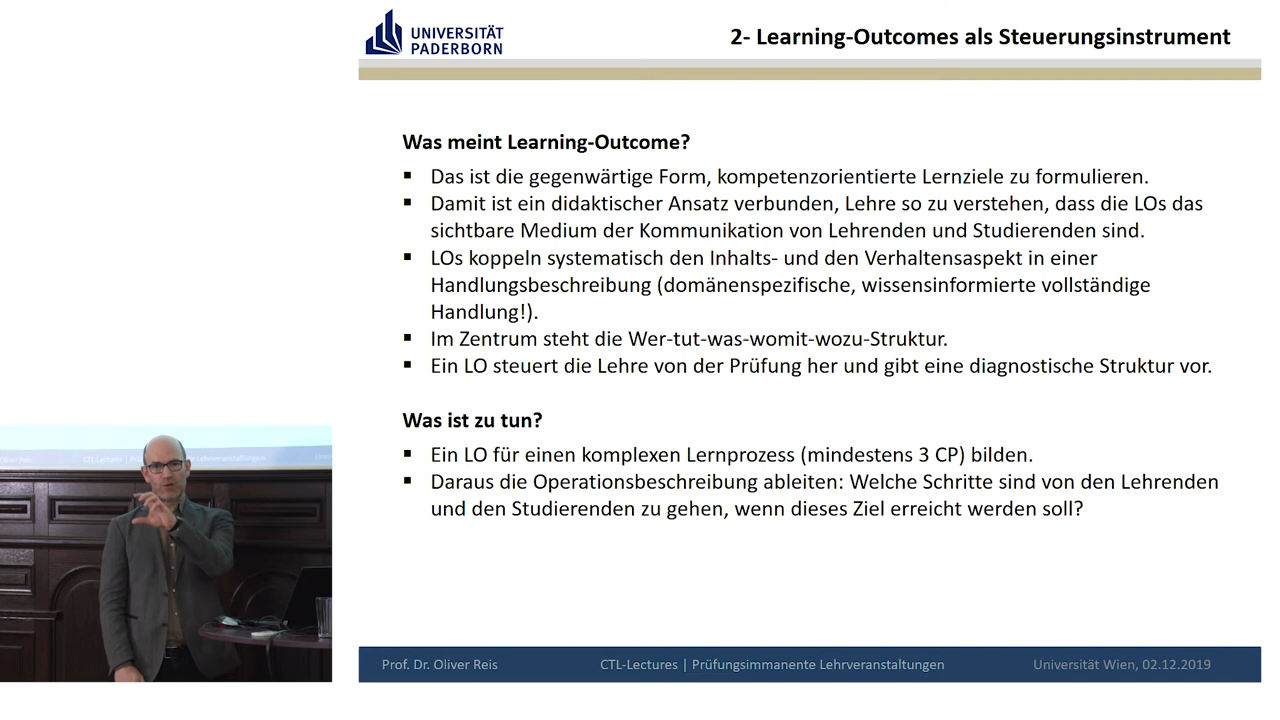 UNIVERSITÄT
PADERBORN
2- Learning-Outcomes als Steuerungsinstrument
Was meint Learning-Outcome?
▪ Das ist die gegenwärtige Form, kompetenzorientierte Lernziele zu formulieren.
▪ Damit ist ein didaktischer Ansatz verbunden, Lehre so zu verstehen, dass die LOs das
sichtbare Medium der Kommunikation von Lehrenden und Studierenden sind.
▪ LOs koppeln systematisch den Inhalts- und den Verhaltensaspekt in einer
Handlungsbeschreibung (domänenspezifische, wissensinformierte vollständige
Handlung!).
▪ Im Zentrum steht die Wer-tut-was-womit-wozu-Struktur.
▪ Ein LO steuert die Lehre von der Prüfung her und gibt eine diagnostische Struktur vor.
Was ist zu tun?
▪ Ein LO für einen komplexen Lernprozess (mindestens 3 CP) bilden.
▪ Daraus die Operationsbeschreibung ableiten: Welche Schritte sind von den Lehrenden
und den Studierenden zu gehen, wenn dieses Ziel erreicht werden soll?
Oliver Reis CTL-Lectures | Lehrveranstaltungen
Prof. Dr. Oliver Reis CTL-Lectures | Prüfungsimmanente Lehrveranstaltungen Universität Wien, 02.12.2019